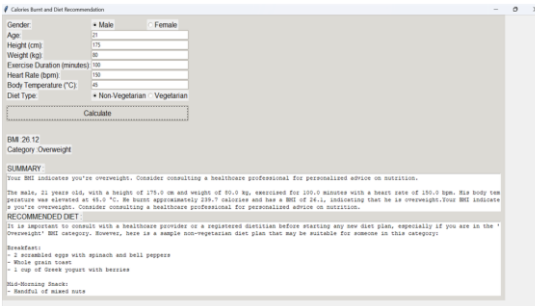 Calories Burnt and Diet Recommendation
Gender: Male Female
Age: 21
Height (cm): 175
Weight (kg): 80
Exercise Duration (minutes): 100
Heart Rate (bpm): 150
Body Temperature (°C): 45
Diet Type: Non-Vegetarian Vegetarian
Calculate
BMI: 26.12
Category: Overweight
SUMMARY:
Your BMI indicates you're overweight. Consider consulting a healthcare professional for personalized advice on nutrition.
The male, 21 years old, with a height of 175.0 cm and weight of 80.0 kg, exercised for 100.0 minutes with a heart rate of 150.0 bpm. His body tem
perature was elevated at 45.0 °C. He burnt approximately calories and has a BMI of 26.1, indicating that he is overweight.Your BMI indicate
s you're overweight. Consider consulting a healthcare professional for personalized advice on nutrition.
RECOMMENDED DIET:
It is important to consult with a healthcare provider or a registered dietitian before starting any new diet plan, especially if you are in the '
Overweight' BMI category. However, here is a sample non-vegetarian diet plan that may be suitable for someone in this category:
Breakfast:
- 2 scrambled eggs with spinach and bell peppers
- Whole grain toast
- 1 cup of Greek yogurt with berries
Mid-Morning Snack:
- Handful of mixed nuts